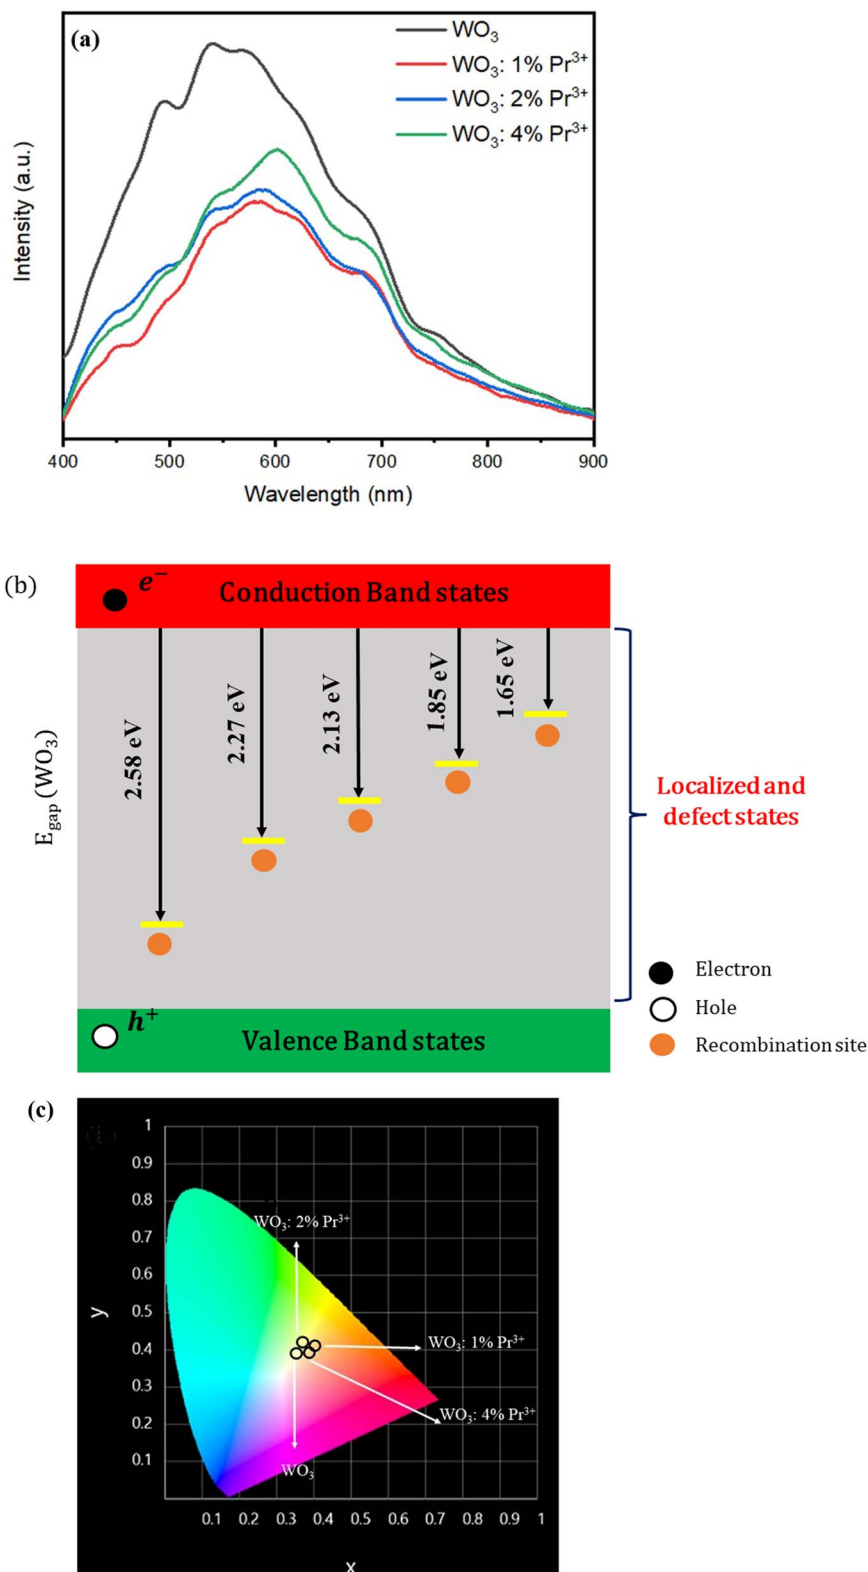 (a)
WO₃
WO₃: 1% Pr³⁺
WO₃: 2% Pr³⁺
WO₃: 4% Pr³⁺
Intensity (a.u.)
400 500 600 700 800 900
Wavelength (nm)
(b)
e⁻
Conduction Band states
2.58 eV
2.27 eV
2.13 eV
1.85 eV
1.65 eV
E_gap (WO₃)
Localized and
defect states
Electron
Hole
Recombination site
h⁺
Valence Band states
(c)
1
0.9
0.8
0.7
0.6
0.5
0.4
0.3
0.2
0.1
y
WO₃: 2% Pr³⁺
WO₃: 1% Pr³⁺
WO₃: 4% Pr³⁺
WO₃
0.1 0.2 0.3 0.4 0.5 0.6 0.7 0.8 0.9 1
x